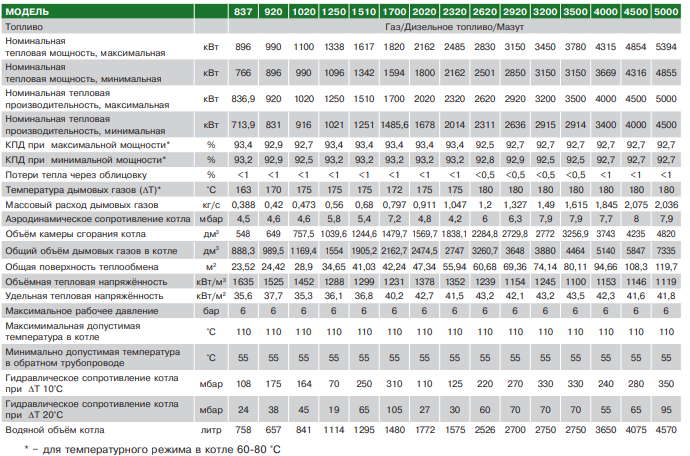 МОДЕЛЬ 837 920 1020 1250 1510 1700 2020 2320 2620 2920 3200 3500 4000 4500 5000
Топливо Газ/Дизельное топливо/Мазут
Номинальная
тепловая мощность, максимальная кВт 896 990 1100 1338 1617 1820 2162 2485 2830 3150 3450 3780 4315 4854 5394
Номинальная
тепловая мощность, минимальная кВт 766 896 990 1096 1342 1594 1800 2162 2501 2850 3150 3150 3669 4316 4855
Номинальная тепловая
производительность, максимальная кВт 836,9 920 1020 1250 1510 1700 2020 2320 2620 2920 3200 3500 4000 4500 5000
Номинальная тепловая
производительность, минимальная кВт 713,9 831 916 1021 1251 1485,6 1678 2014 2311 2636 2915 2914 3400 4000 4500
КПД при максимальной мощности* % 93,4 92,9 92,7 93,4 93,4 93,4 93,4 93,4 92,5 92,7 92,7 92,6 92,7 92,7 92,7
КПД при минимальной мощности* % 93,2 92,9 92,5 93,2 93,2 93,2 93,2 93,2 92,8 92,9 92,5 92,5 92,7 92,7 92,7
Потери тепла через облицовку % <1 <1 <1 <1 <1 <1 <1 <1 <0,5 <0,5 <0,5 <0,5 <1 <1 <1
Температура дымовых газов (ΔT)* °C 163 170 175 175 175 172 175 175 180 180 180 180 180 180 180
Массовый расход дымовых газов кг/с 0,388 0,42 0,473 0,56 0,68 0,797 0,911 1,047 1,2 1,327 1,49 1,615 1,845 2,075 2,036
Аэродинамическое сопротивление котла мбар 4,5 4,6 4,6 5,8 5,4 7,2 4,8 4,2 6 6,3 7,9 7,9 7,7 8 7,9
Объём камеры сгорания котла дм³ 548 649 757,5 1039,6 1244,6 1479,7 1569,7 1838,1 2284,8 2729,8 2772 3256,9 3743 4235 4820
Общий объём дымовых газов в котле дм³ 888,3 989,5 1169,4 1554 1905,2 2162,7 2474,5 2747 3260,7 3648 3880 4464 5140 5847 7335
Общая поверхность теплообмена м² 23,52 24,42 28,9 34,65 41,03 42,24 47,34 55,94 60,68 69,36 74,14 80,11 94,66 108,3 119,7
Объёмная тепловая напряжённость кВт/м³ 1635 1525 1452 1288 1299 1231 1378 1352 1239 1154 1245 1100 1153 1146 1119
Удельная тепловая напряжённость кВт/м² 35,6 37,7 35,3 36,1 36,8 40,2 42,7 41,5 43,2 42,1 43,2 43,5 42,3 41,6 41,8
Максимальное рабочее давление бар 6 6 6 6 6 6 6 6 6 6 6 6 6 6 6
Максимимальная допустимая
температура в котле °C 110 110 110 110 110 110 110 110 110 110 110 110 110 110 110
Минимально допустимая температура
в обратном трубопроводе °C 55 55 55 55 55 55 55 55 55 55 55 55 55 55 55
Гидравлическое сопротивление котла
при ΔT 10°C мбар 108 175 164 70 250 310 110 125 220 270 330 330 240 280 350
Гидравлическое сопротивление котла
при ΔT 20°C мбар 24 38 45 19 65 105 27 30 60 70 70 70 55 65 95
Водяной объём котла литр 758 657 841 1114 1295 1480 1772 1575 2526 2700 2750 2750 3650 4075 4570
* – для температурного режима в котле 60-80 °C